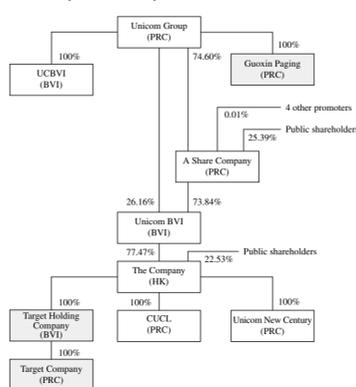 Unicom Group
(PRC)
100%
74.60%
100%
UCBVI
(BVI)
Guoxin Paging
(PRC)
4 other promoters
0.01%
Public shareholders
25.39%
A Share Company
(PRC)
26.16%
73.84%
Unicom BVI
(BVI)
77.47%
Public shareholders
22.53%
The Company
(HK)
100%
100%
100%
Target Holding
Company
(BVI)
CUCL
(PRC)
Unicom New Century
(PRC)
100%
Target Company
(PRC)